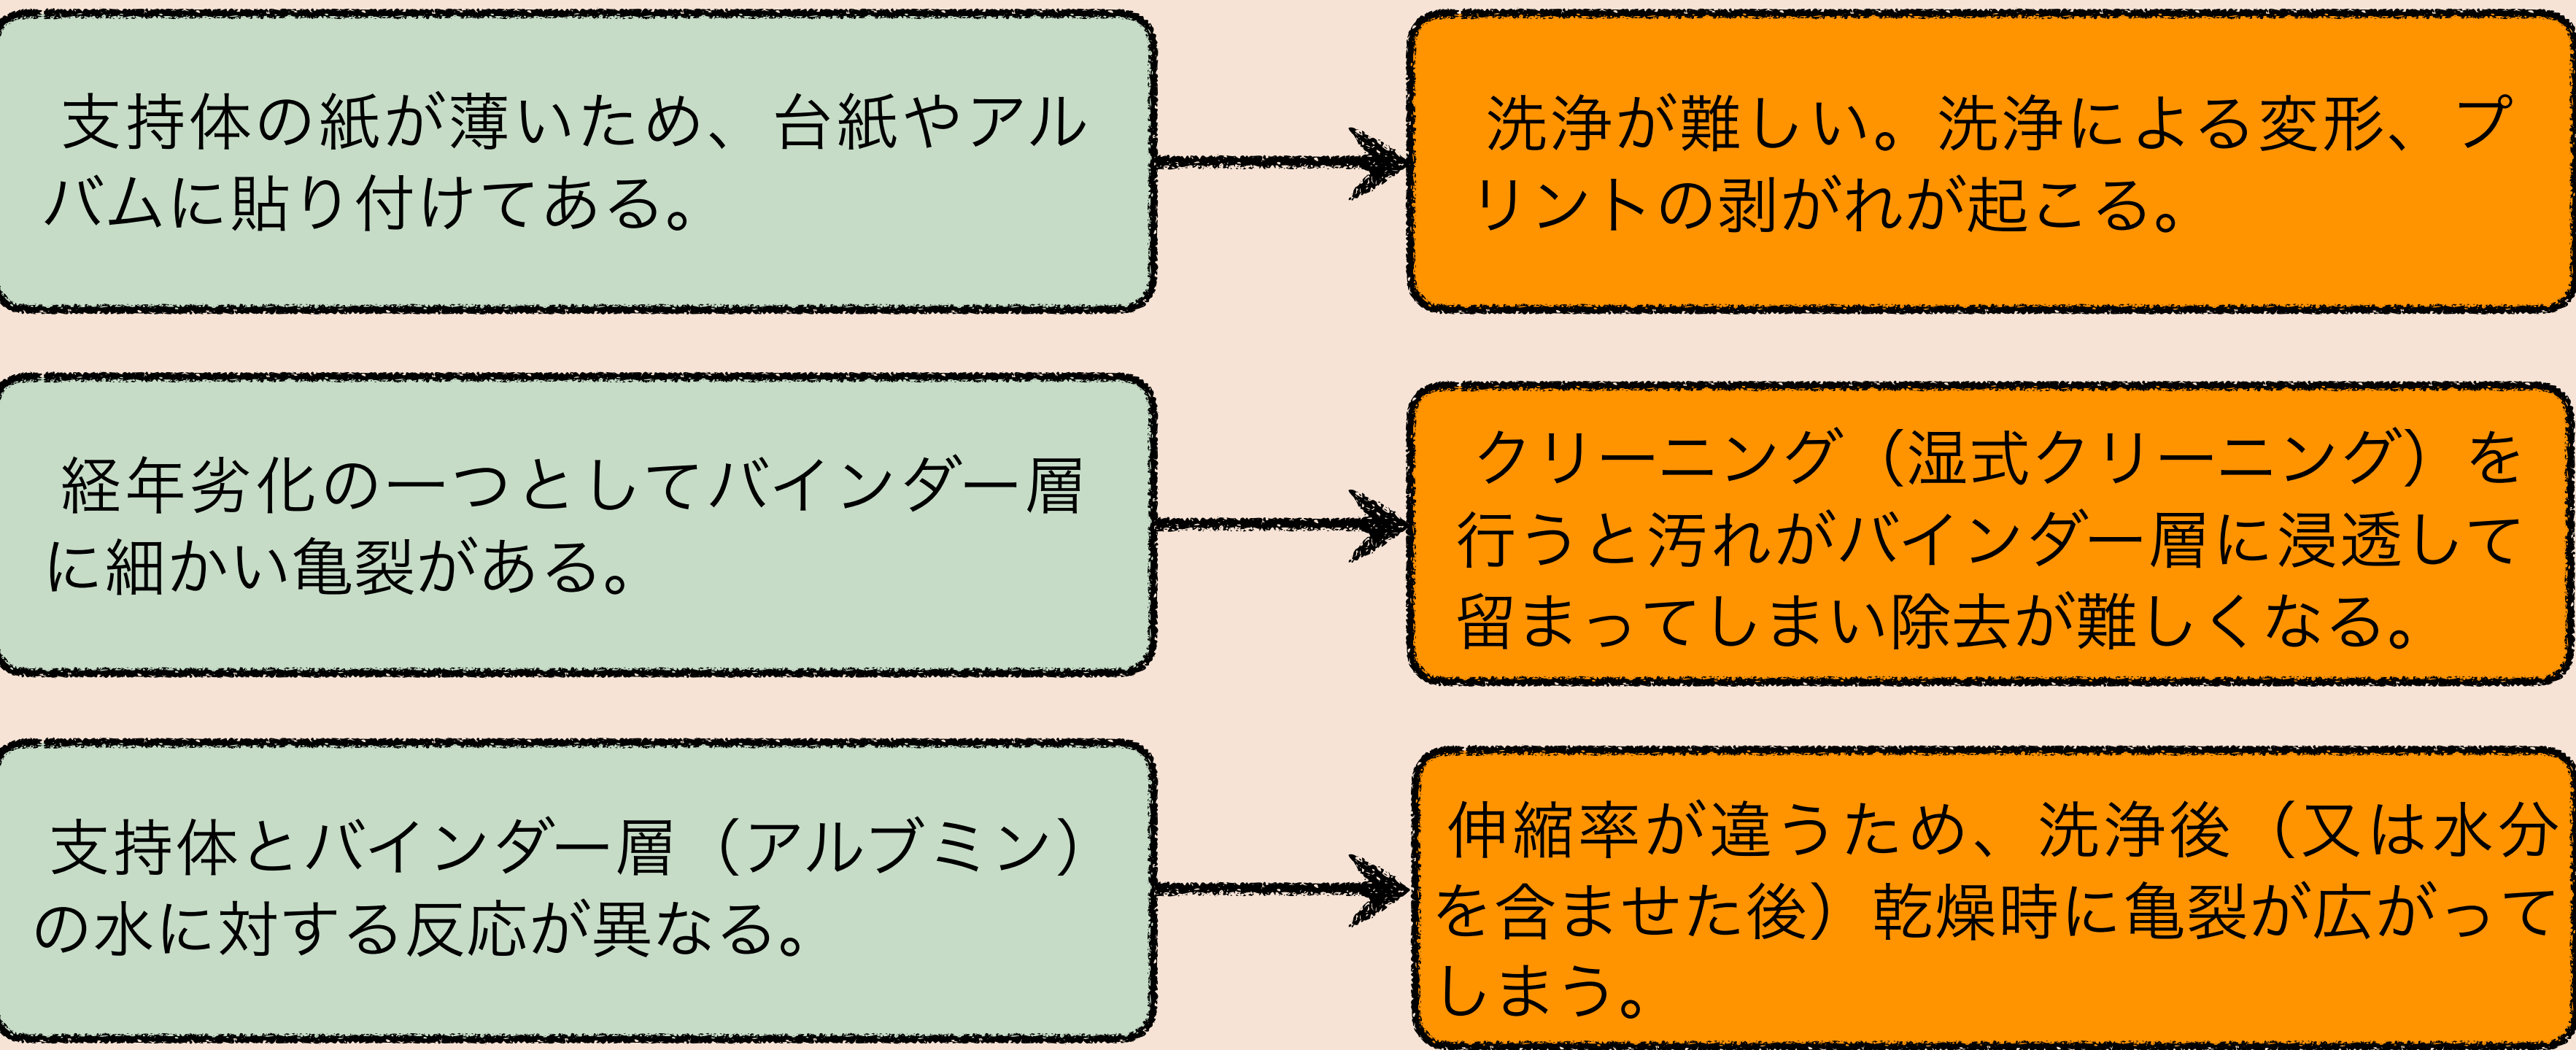 支持体の紙が薄いため、台紙やアル
バムに貼り付けてある。
洗浄が難しい。洗浄による変形、プ
リントの剥がれが起こる。
経年劣化の一つとしてバインダー層
に細かい亀裂がある。
クリーニング（湿式クリーニング）を
行うと汚れがバインダー層に浸透して
留まってしまい除去が難しくなる。
支持体とバインダー層（アルブミン）
の水に対する反応が異なる。
伸縮率が違うため、洗浄後（又は水分
を含ませた後）乾燥時に亀裂が広がって
しまう。